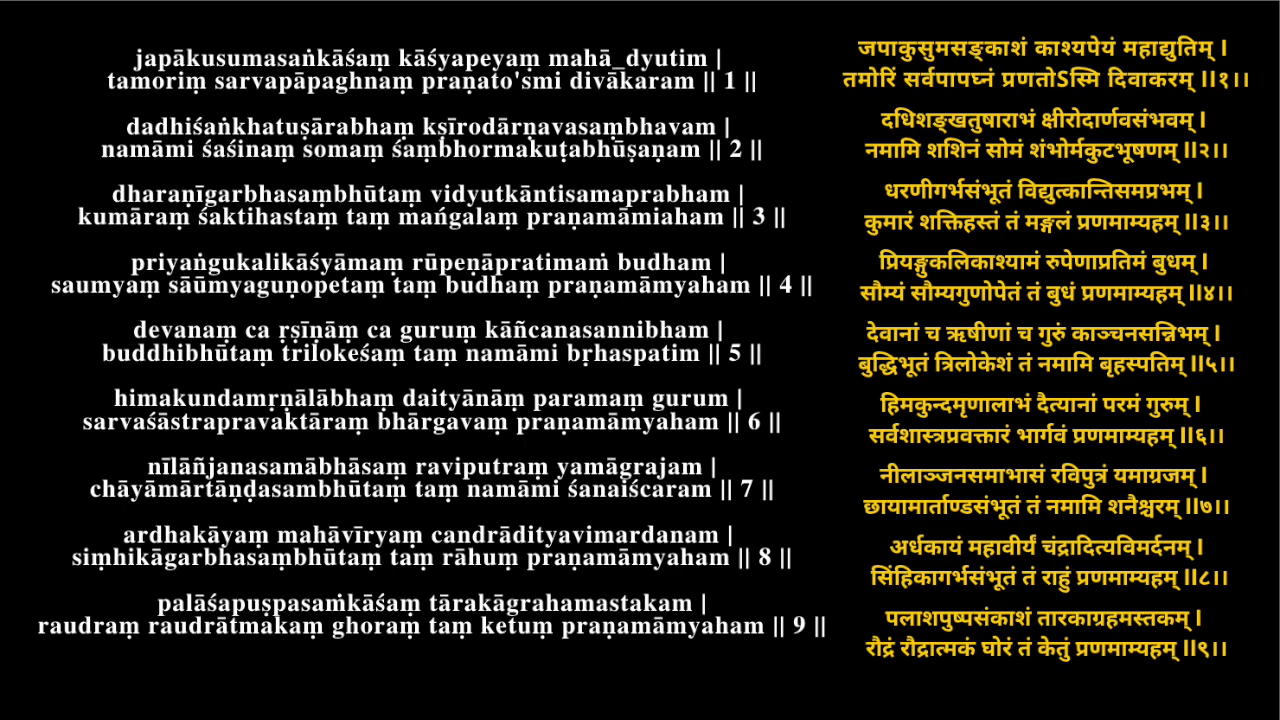 japākusumasaṅkāśaṃ kāśyapeyaṃ mahā_dyutim |
tamoriṃ sarvapāpaghnaṃ praṇato'smi divākaram || 1 ||
dadhiśaṅkhatuṣārabhaṃ kṣīrodārṇavasaṃbhavam |
namāmi śaśinaṃ somaṃ śaṃbhormakuṭabhūṣaṇam || 2 ||
dharaṇīgarbhasaṃbhūtaṃ vidyutkāntisamaprabham |
kumāraṃ śaktihastaṃ taṃ mańgalaṃ praṇamāmiaham || 3 ||
priyaṅgukalikāśyāmaṃ rūpeṇāpratimaṁ budham |
saumyaṃ sāūmyaguṇopetaṃ taṃ budhaṃ praṇamāmyaham || 4 ||
devanaṃ ca ṛṣīṇāṃ ca guruṃ kāñcanasannibham |
buddhibhūtaṃ trilokeśaṃ taṃ namāmi bṛhaspatim || 5 ||
himakundamṛṇālābhaṃ daityānāṃ paramaṃ gurum |
sarvaśāstrapravaktāraṃ bhārgavaṃ praṇamāmyaham || 6 ||
nīlāñjanasamābhāsaṃ raviputraṃ yamāgrajam |
chāyāmārtāṇḍasambhūtaṃ taṃ namāmi śanaiścaram || 7 ||
ardhakāyaṃ mahāvīryaṃ candrādityavimardanam |
siṃhikāgarbhasaṃbhūtaṃ taṃ rāhuṃ praṇamāmyaham || 8 ||
palāśapuṣpasaṁkāśaṃ tārakāgrahamastakam |
raudraṃ raudrātmakaṃ ghoraṃ taṃ ketuṃ praṇamāmyaham || 9 ||
जपाकुसुमसङ्काशं काश्यपेयं महाद्युतिम् ।
तमोरिं सर्वपापघ्नं प्रणतोSस्मि दिवाकरम् ।।१।।
दधिशङ्खतुषाराभं क्षीरोदार्णवसंभवम् ।
नमामि शशिनं सोमं शंभोर्मकुटभूषणम् ।।२।।
धरणीगर्भसंभूतं विद्युत्कान्तिसमप्रभम् ।
कुमारं शक्तिहस्तं तं मङ्गलं प्रणमाम्यहम् ।।३।।
प्रियङ्गुकलिकाश्यामं रुपेणाप्रतिमं बुधम् ।
सौम्यं सौम्यगुणोपेतं तं बुधं प्रणमाम्यहम् ।।४।।
देवानां च ऋषीणां च गुरुं काञ्चनसन्निभम् ।
बुद्धिभूतं त्रिलोकेशं तं नमामि बृहस्पतिम् ।।५।।
हिमकुन्दमृणालाभं दैत्यानां परमं गुरुम् ।
सर्वशास्त्रप्रवक्तारं भार्गवं प्रणमाम्यहम् ।।६।।
नीलाञ्जनसमाभासं रविपुत्रं यमाग्रजम् ।
छायामार्ताण्डसंभूतं तं नमामि शनैश्चरम् ।।७।।
अर्धकायं महावीर्यं चंद्रादित्यविमर्दनम् ।
सिंहिकागर्भसंभूतं तं राहुं प्रणमाम्यहम् ।।८।।
पलाशपुष्पसंकाशं तारकाग्रहमस्तकम् ।
रौद्रं रौद्रात्मकं घोरं तं केतुं प्रणमाम्यहम् ।।९।।